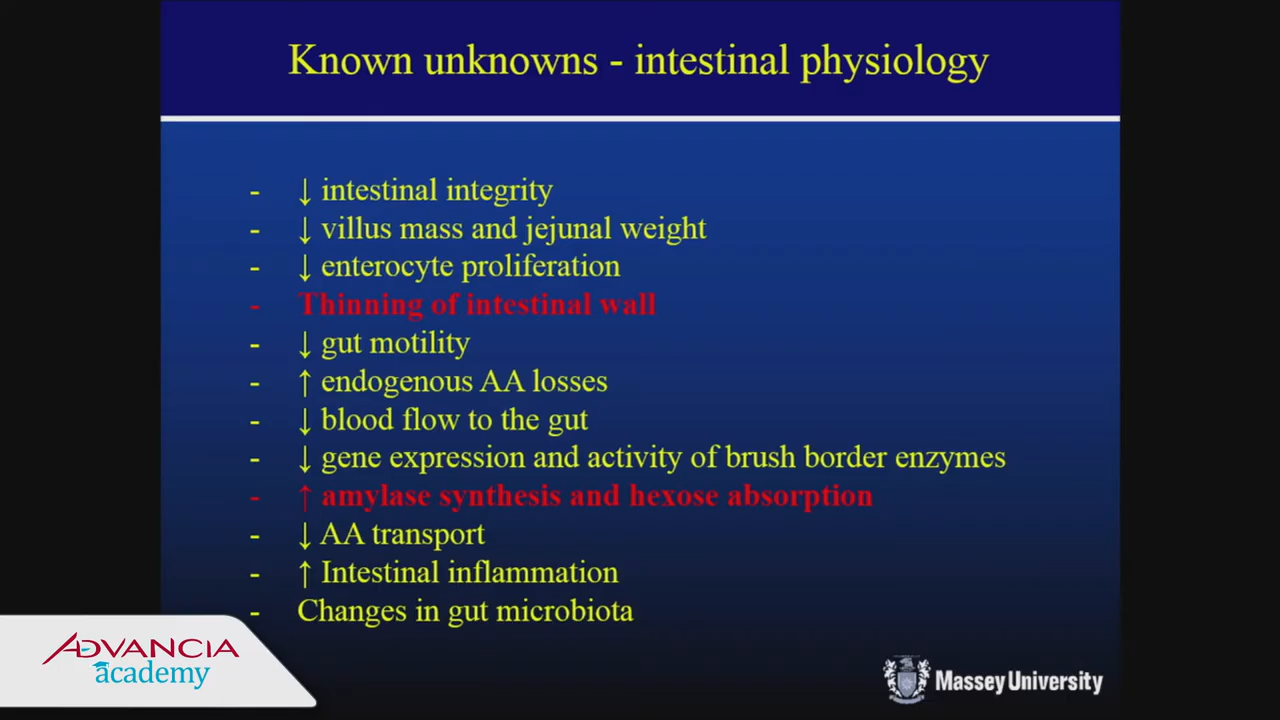 Known unknowns - intestinal physiology
- ↓ intestinal integrity
- ↓ villus mass and jejunal weight
- ↓ enterocyte proliferation
- Thinning of intestinal wall
- ↓ gut motility
- ↑ endogenous AA losses
- ↓ blood flow to the gut
- ↓ gene expression and activity of brush border enzymes
- ↑ amylase synthesis and hexose absorption
- ↓ AA transport
- ↑ Intestinal inflammation
- Changes in gut microbiota
ADVANCIA
academy
Massey University